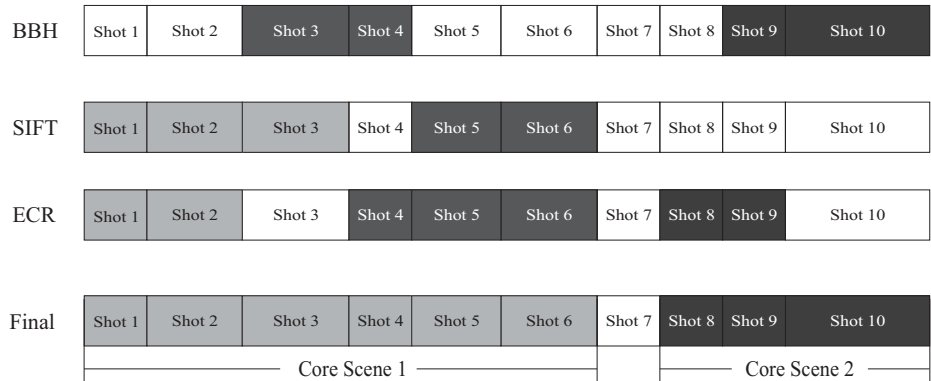 BBH Shot 1 Shot 2 Shot 3 Shot 4 Shot 5 Shot 6 Shot 7 Shot 8 Shot 9 Shot 10
SIFT Shot 1 Shot 2 Shot 3 Shot 4 Shot 5 Shot 6 Shot 7 Shot 8 Shot 9 Shot 10
ECR Shot 1 Shot 2 Shot 3 Shot 4 Shot 5 Shot 6 Shot 7 Shot 8 Shot 9 Shot 10
Final Shot 1 Shot 2 Shot 3 Shot 4 Shot 5 Shot 6 Shot 7 Shot 8 Shot 9 Shot 10
Core Scene 1 Core Scene 2